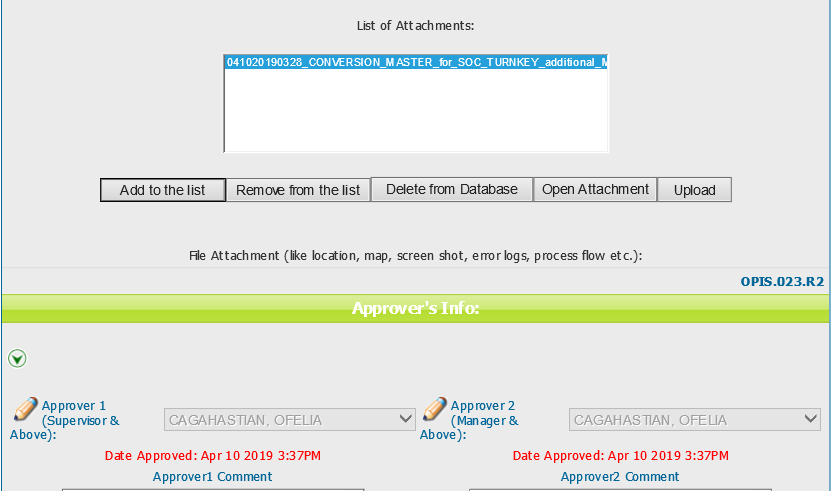 List of Attachments:
041020190328_CONVERSION_MASTER_for_SOC_TURNKEY_additional_M
Add to the list Remove from the list Delete from Database Open Attachment Upload
File Attachment (like location, map, screen shot, error logs, process flow etc.):
OPIS.023.R2
Approver's Info:
Approver 1 (Supervisor & Above): CAGAHASTIAN, OFELIA
Approver 2 (Manager & Above): CAGAHASTIAN, OFELIA
Date Approved: Apr 10 2019 3:37PM Date Approved: Apr 10 2019 3:37PM
Approver1 Comment Approver2 Comment